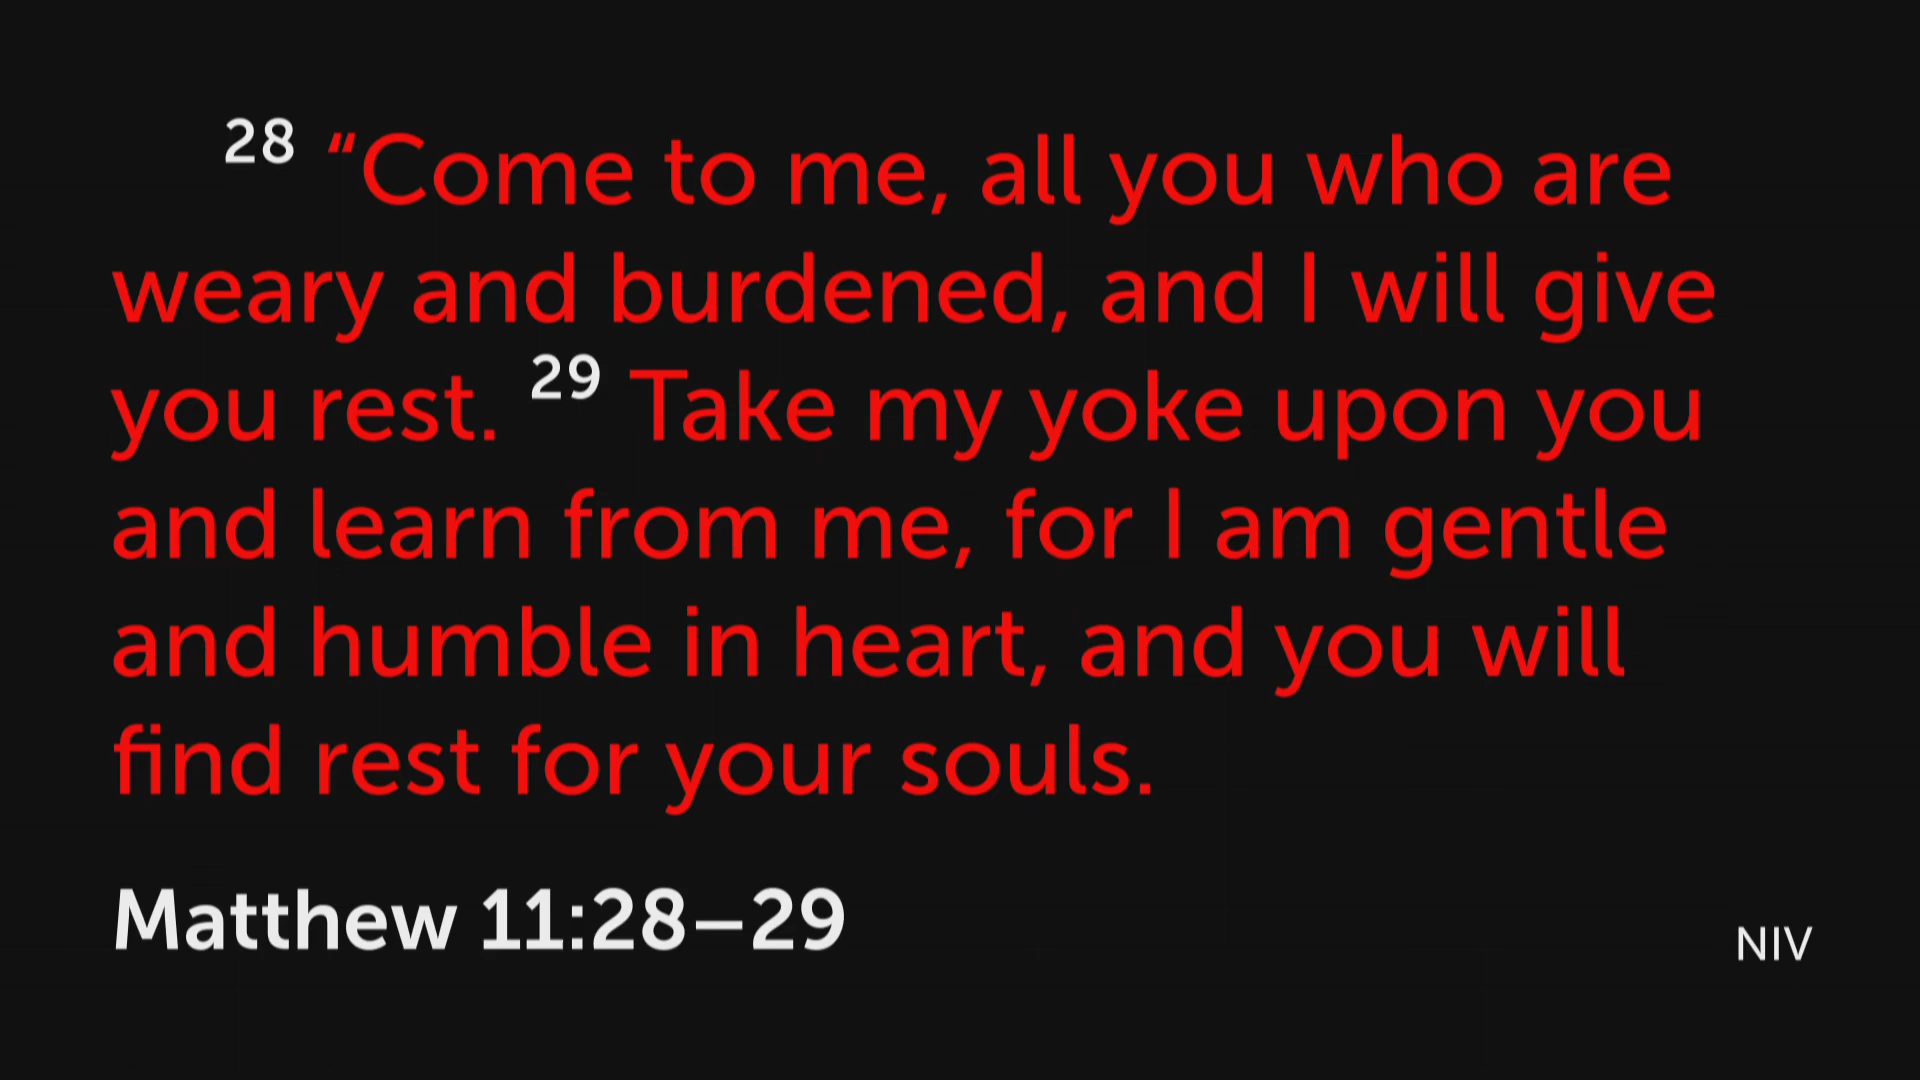 28 “Come to me, all you who are
weary and burdened, and I will give
you rest. 29 Take my yoke upon you
and learn from me, for I am gentle
and humble in heart, and you will
find rest for your souls.
Matthew 11:28–29
NIV